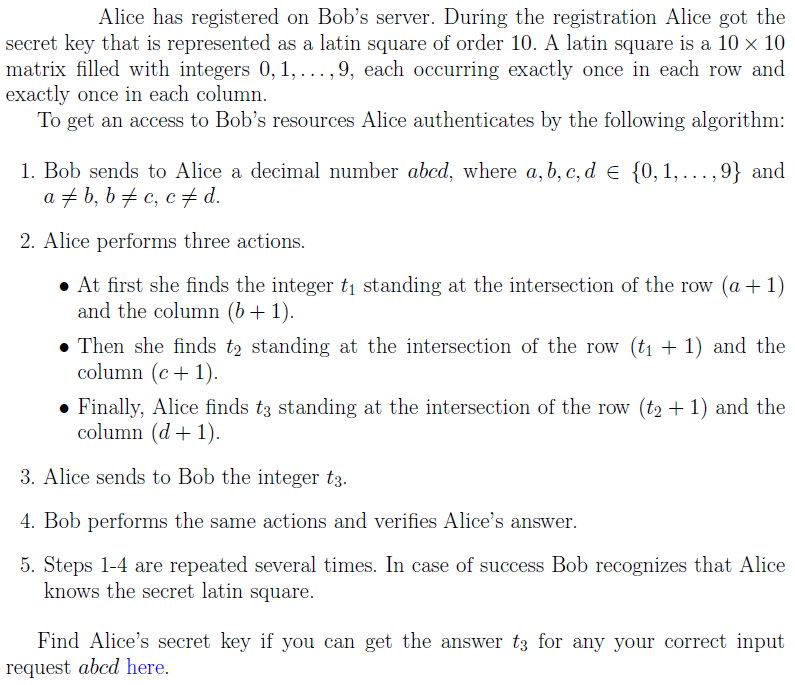 Alice has registered on Bob's server. During the registration Alice got the
secret key that is represented as a latin square of order 10. A latin square is a 10 × 10
matrix filled with integers 0, 1, . . . , 9, each occurring exactly once in each row and
exactly once in each column.
To get an access to Bob's resources Alice authenticates by the following algorithm:
1. Bob sends to Alice a decimal number abcd, where a, b, c, d ∈ {0, 1, . . . , 9} and
a ≠ b, b ≠ c, c ≠ d.
2. Alice performs three actions.
• At first she finds the integer t₁ standing at the intersection of the row (a + 1)
and the column (b + 1).
• Then she finds t₂ standing at the intersection of the row (t₁ + 1) and the
column (c + 1).
• Finally, Alice finds t₃ standing at the intersection of the row (t₂ + 1) and the
column (d + 1).
3. Alice sends to Bob the integer t₃.
4. Bob performs the same actions and verifies Alice's answer.
5. Steps 1-4 are repeated several times. In case of success Bob recognizes that Alice
knows the secret latin square.
Find Alice's secret key if you can get the answer t₃ for any your correct input
request abcd here.